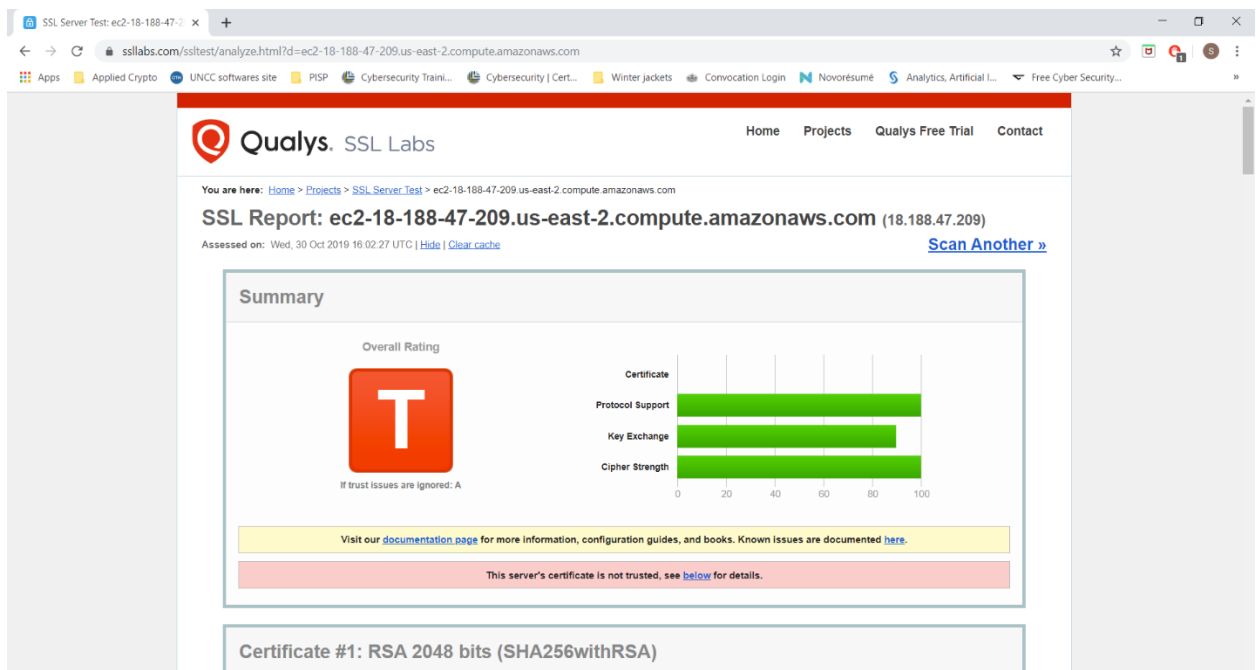 SSL Server Test: ec2-18-188-47-2
ssllabs.com/ssltest/analyze.html?d=ec2-18-188-47-209.us-east-2.compute.amazonaws.com
Apps Applied Crypto UNCC softwares site PISP Cybersecurity Traini... Cybersecurity | Cert... Winter jackets Convocation Login Novorésumé Analytics, Artificial I... Free Cyber Security... »
Qualys. SSL Labs
Home Projects Qualys Free Trial Contact
You are here: Home > Projects > SSL Server Test > ec2-18-188-47-209.us-east-2.compute.amazonaws.com
SSL Report: ec2-18-188-47-209.us-east-2.compute.amazonaws.com (18.188.47.209)
Assessed on: Wed, 30 Oct 2019 16:02:27 UTC | Hide | Clear cache
Scan Another »
Summary
Overall Rating
T
If trust issues are ignored: A
Certificate
Protocol Support
Key Exchange
Cipher Strength
0 20 40 60 80 100
Visit our documentation page for more information, configuration guides, and books. Known issues are documented here.
This server's certificate is not trusted, see below for details.
Certificate #1: RSA 2048 bits (SHA256withRSA)